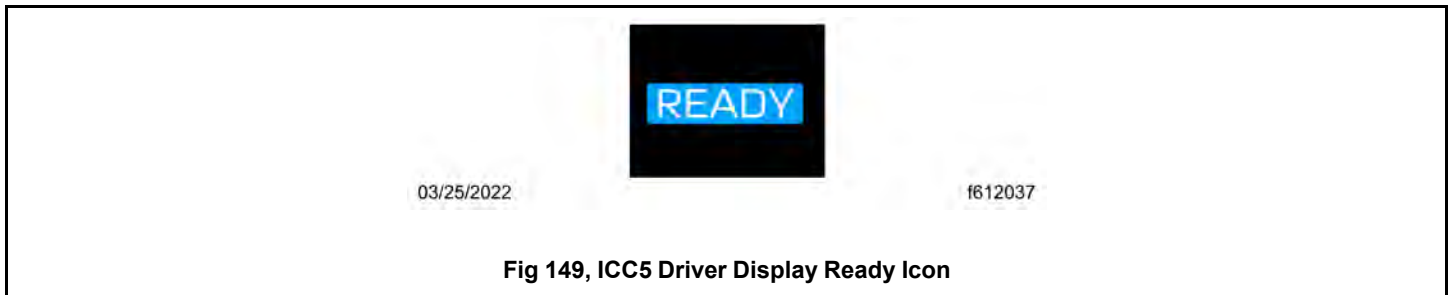 READY
03/25/2022 f612037
Fig 149, ICC5 Driver Display Ready Icon